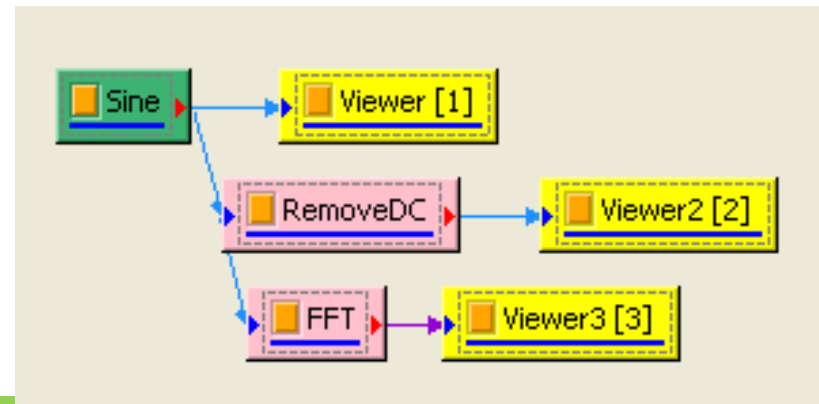 Sine
Viewer [1]
RemoveDC
Viewer2 [2]
FFT
Viewer3 [3]